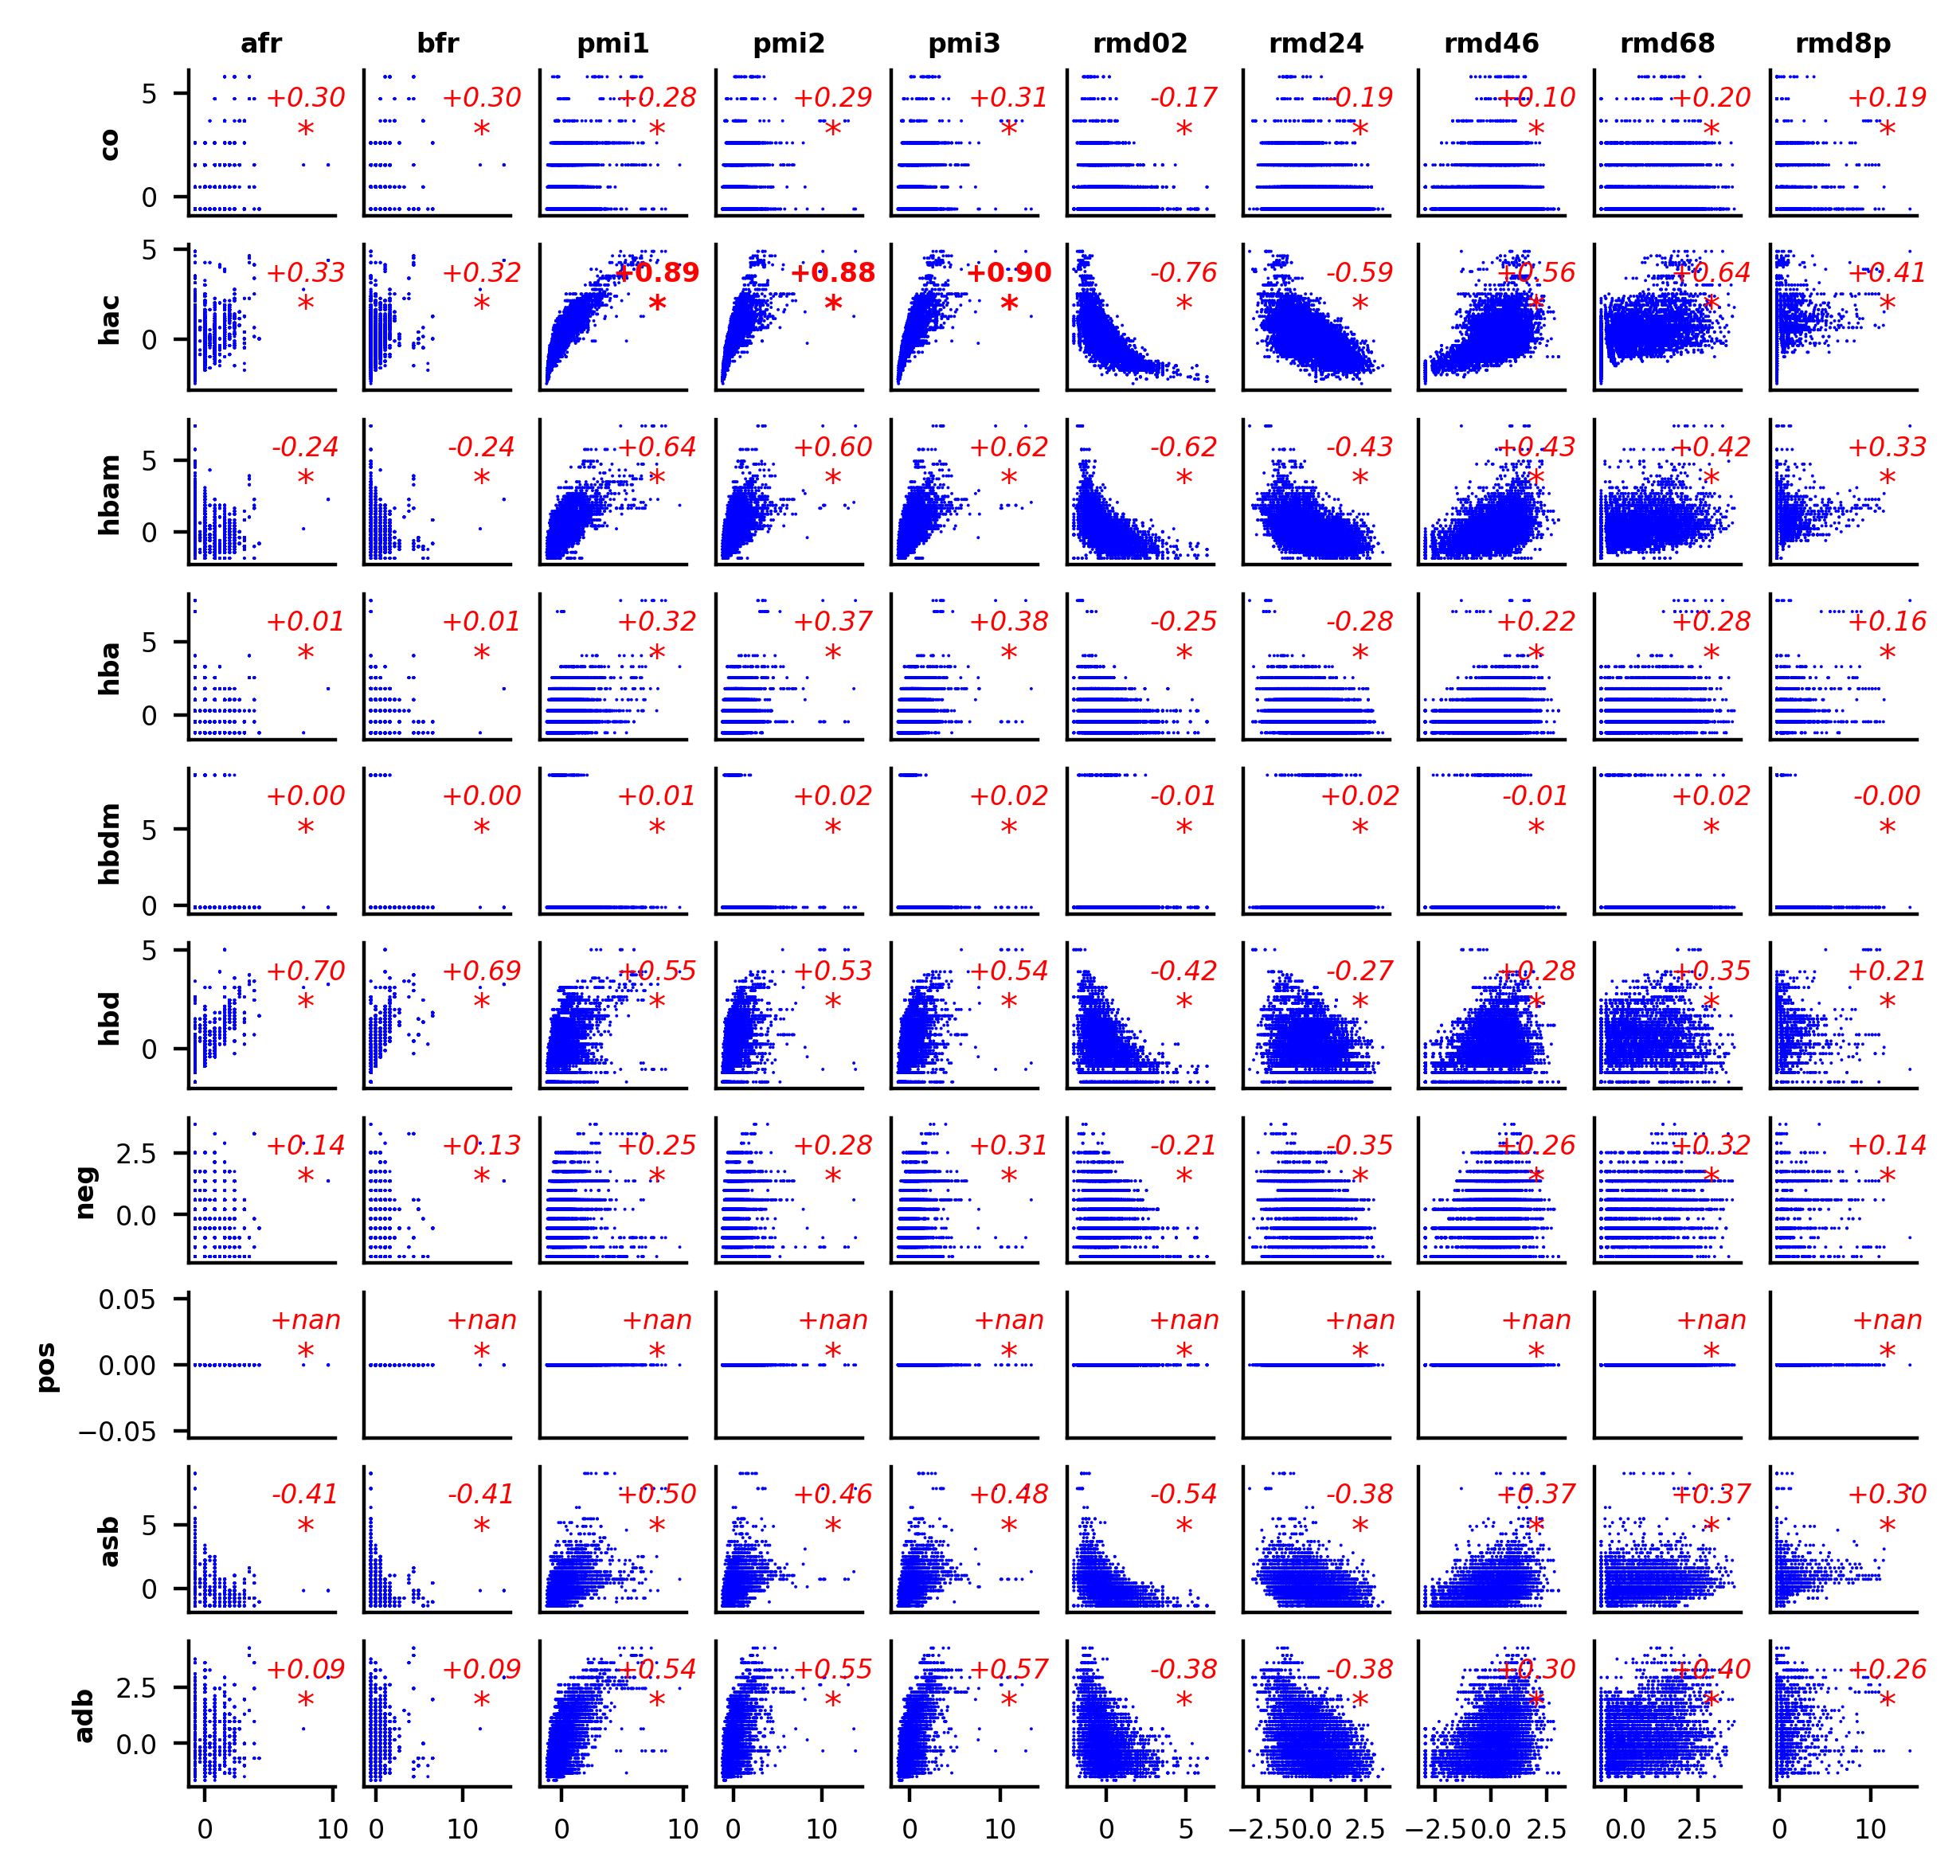 afr bfr pmi1 pmi2 pmi3 rmd02 rmd24 rmd46 rmd68 rmd8p
co 5 0 +0.30 +0.30 +0.28 +0.29 +0.31 -0.17 -0.19 +0.10 +0.20 +0.19
* * * * * * * * * *
hac 5 0 +0.33 +0.32 +0.89 +0.88 +0.90 -0.76 -0.59 +0.56 +0.64 +0.41
* * * * * * * * * *
hbam 5 0 -0.24 -0.24 +0.64 +0.60 +0.62 -0.62 -0.43 +0.43 +0.42 +0.33
* * * * * * * * * *
hba 5 0 +0.01 +0.01 +0.32 +0.37 +0.38 -0.25 -0.28 +0.22 +0.28 +0.16
* * * * * * * * * *
hbdm 5 0 +0.00 +0.00 +0.01 +0.02 +0.02 -0.01 +0.02 -0.01 +0.02 -0.00
* * * * * * * * * *
hbd 5 0 +0.70 +0.69 +0.55 +0.53 +0.54 -0.42 -0.27 +0.28 +0.35 +0.21
* * * * * * * * * *
neg 2.5 0.0 +0.14 +0.13 +0.25 +0.28 +0.31 -0.21 -0.35 +0.26 +0.32 +0.14
* * * * * * * * * *
pos 0.05 0.00 −0.05 +nan +nan +nan +nan +nan +nan +nan +nan +nan +nan
* * * * * * * * * *
asb 5 0 -0.41 -0.41 +0.50 +0.46 +0.48 -0.54 -0.38 +0.37 +0.37 +0.30
* * * * * * * * * *
adb 2.5 0.0 +0.09 +0.09 +0.54 +0.55 +0.57 -0.38 -0.38 +0.30 +0.40 +0.26
* * * * * * * * * *
0 10 0 10 0 10 0 10 0 10 0 5 −2.5 0.0 2.5 −2.5 0.0 2.5 0.0 2.5 0 10